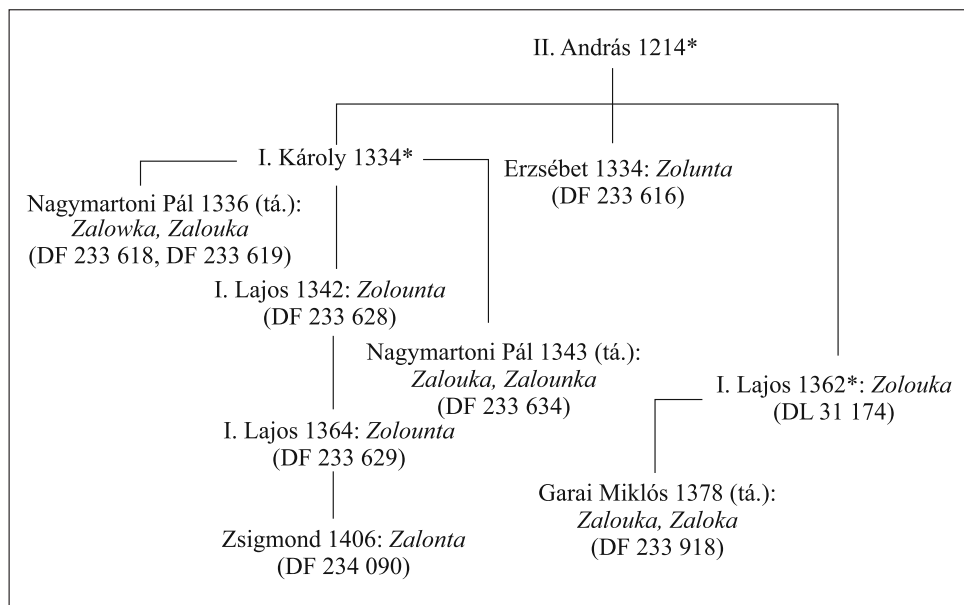 II. András 1214*
I. Károly 1334*
Erzsébet 1334: Zolunta
(DF 233 616)
Nagymartoni Pál 1336 (tá.):
Zalowka, Zalouka
(DF 233 618, DF 233 619)
I. Lajos 1342: Zolounta
(DF 233 628)
Nagymartoni Pál 1343 (tá.):
Zalouka, Zalounka
(DF 233 634)
I. Lajos 1362*: Zolouka
(DL 31 174)
I. Lajos 1364: Zolounta
(DF 233 629)
Garai Miklós 1378 (tá.):
Zalouka, Zaloka
(DF 233 918)
Zsigmond 1406: Zalonta
(DF 234 090)